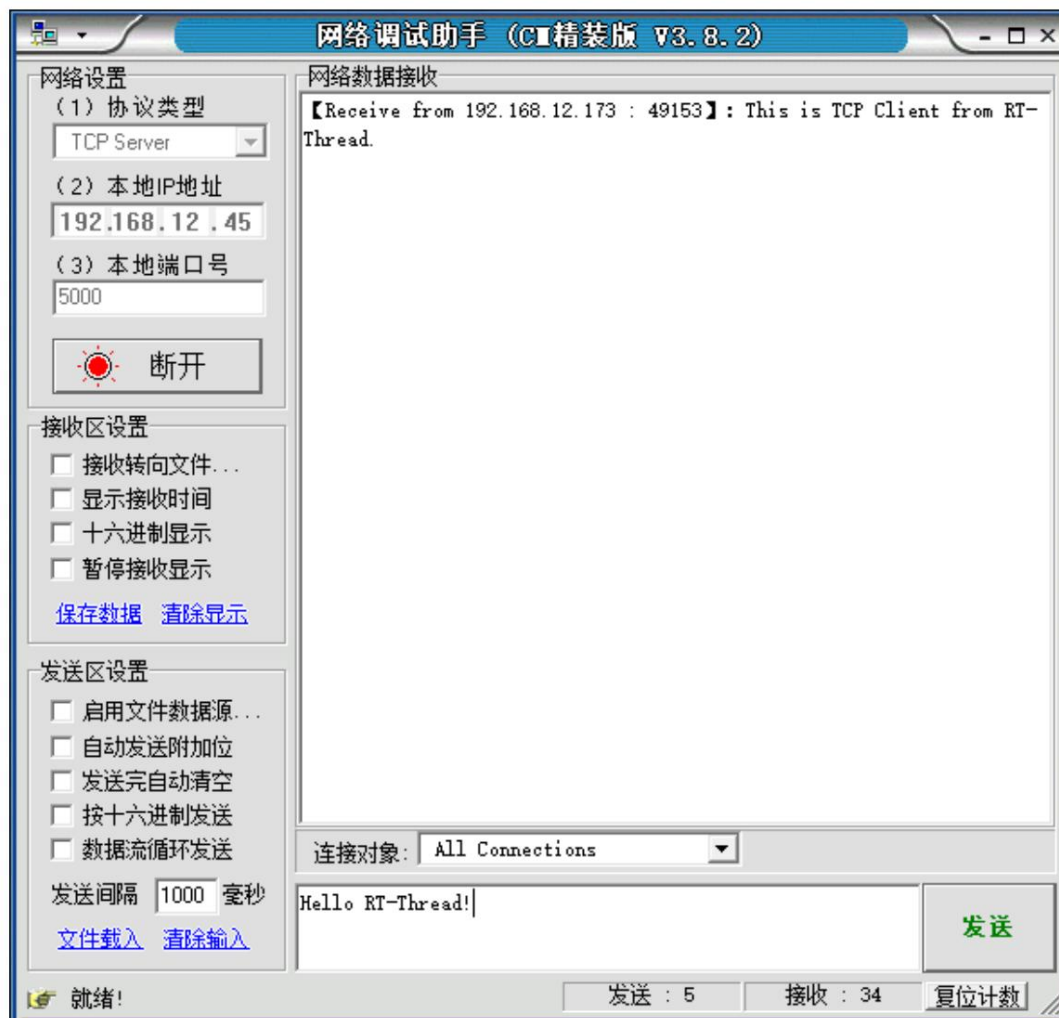 网络调试助手 (CⅡ精装版 V3.8.2)
网络设置
(1) 协议类型
TCP Server
(2) 本地IP地址
192.168.12.45
(3) 本地端口号
5000
断开
接收区设置
接收转向文件...
显示接收时间
十六进制显示
暂停接收显示
保存数据 清除显示
发送区设置
启用文件数据源...
自动发送附加位
发送完自动清空
按十六进制发送
数据流循环发送
发送间隔 1000 毫秒
文件载入 清除输入
网络数据接收
【Receive from 192.168.12.173 : 49153】: This is TCP Client from RT-
Thread.
连接对象: All Connections
Hello RT-Thread!
发送
就绪!
发送 : 5
接收 : 34
复位计数